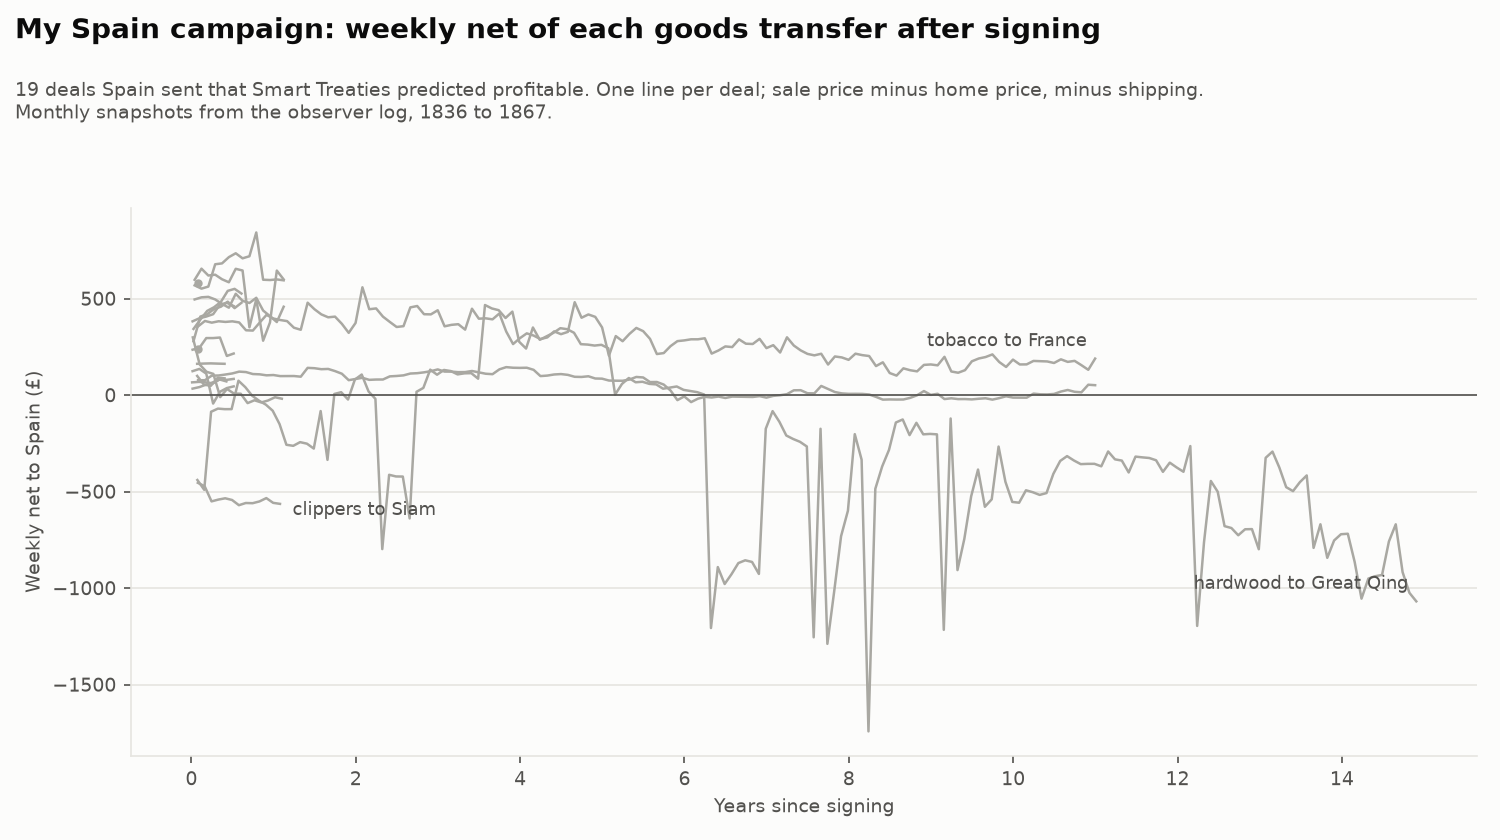 My Spain campaign: weekly net of each goods transfer after signing
19 deals Spain sent that Smart Treaties predicted profitable. One line per deal; sale price minus home price, minus shipping.
Monthly snapshots from the observer log, 1836 to 1867.
Weekly net to Spain (£)
500
0
−500
−1000
−1500
tobacco to France
clippers to Siam
hardwood to Great Qing
0 2 4 6 8 10 12 14
Years since signing